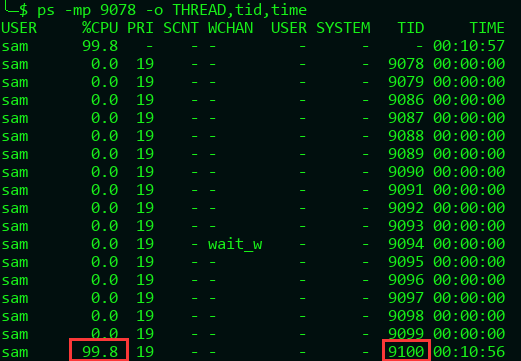 └─$ ps -mp 9078 -o THREAD,tid,time
USER %CPU PRI SCNT WCHAN USER SYSTEM TID TIME
sam 99.8 - - - - - - 00:10:57
sam 0.0 19 - - - - 9078 00:00:00
sam 0.0 19 - - - - 9079 00:00:00
sam 0.0 19 - - - - 9086 00:00:00
sam 0.0 19 - - - - 9087 00:00:00
sam 0.0 19 - - - - 9088 00:00:00
sam 0.0 19 - - - - 9089 00:00:00
sam 0.0 19 - - - - 9090 00:00:00
sam 0.0 19 - - - - 9091 00:00:00
sam 0.0 19 - - - - 9092 00:00:00
sam 0.0 19 - - - - 9093 00:00:00
sam 0.0 19 - wait_w - - 9094 00:00:00
sam 0.0 19 - - - - 9095 00:00:00
sam 0.0 19 - - - - 9096 00:00:00
sam 0.0 19 - - - - 9097 00:00:00
sam 0.0 19 - - - - 9098 00:00:00
sam 0.0 19 - - - - 9099 00:00:00
sam 99.8 19 - - - - 9100 00:10:56